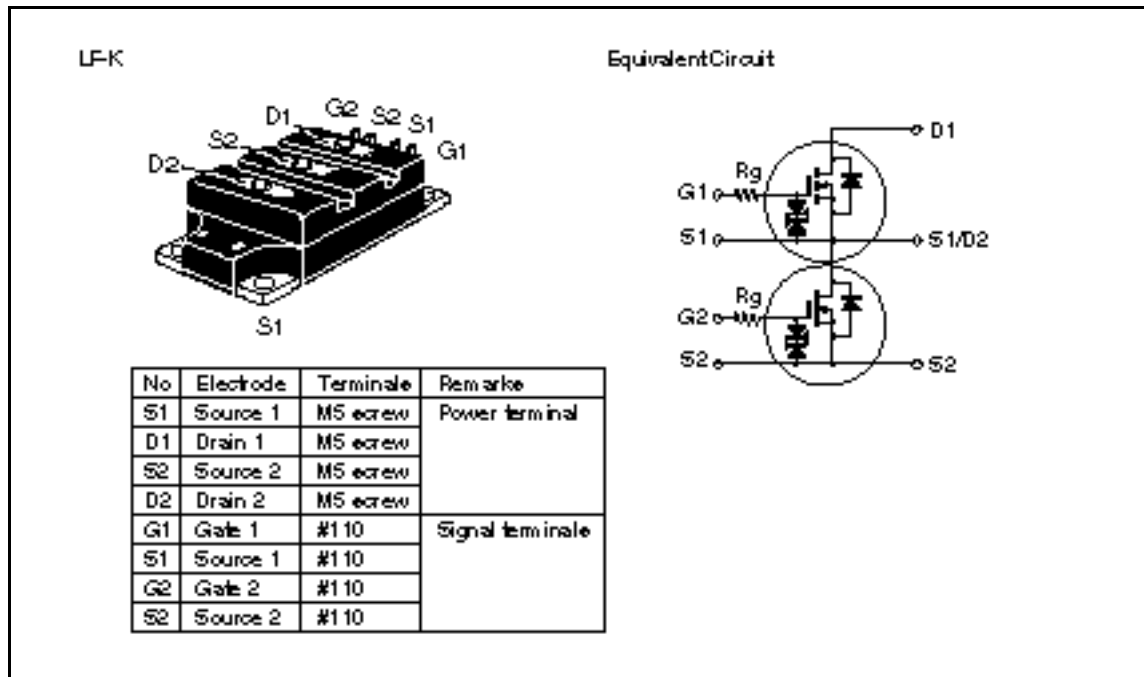 LF-K
Equivalent Circuit
D1 G2 S2 S1
S2 G1
D2
S1
D1
Rg
G1
S1 S1/D2
Rg
G2
S2 S2
No Electrode Terminals Remarks
S1 Source 1 M5 screw Power terminal
D1 Drain 1 M5 screw
S2 Source 2 M5 screw
D2 Drain 2 M5 screw
G1 Gate 1 #110 Signal terminals
S1 Source 1 #110
G2 Gate 2 #110
S2 Source 2 #110